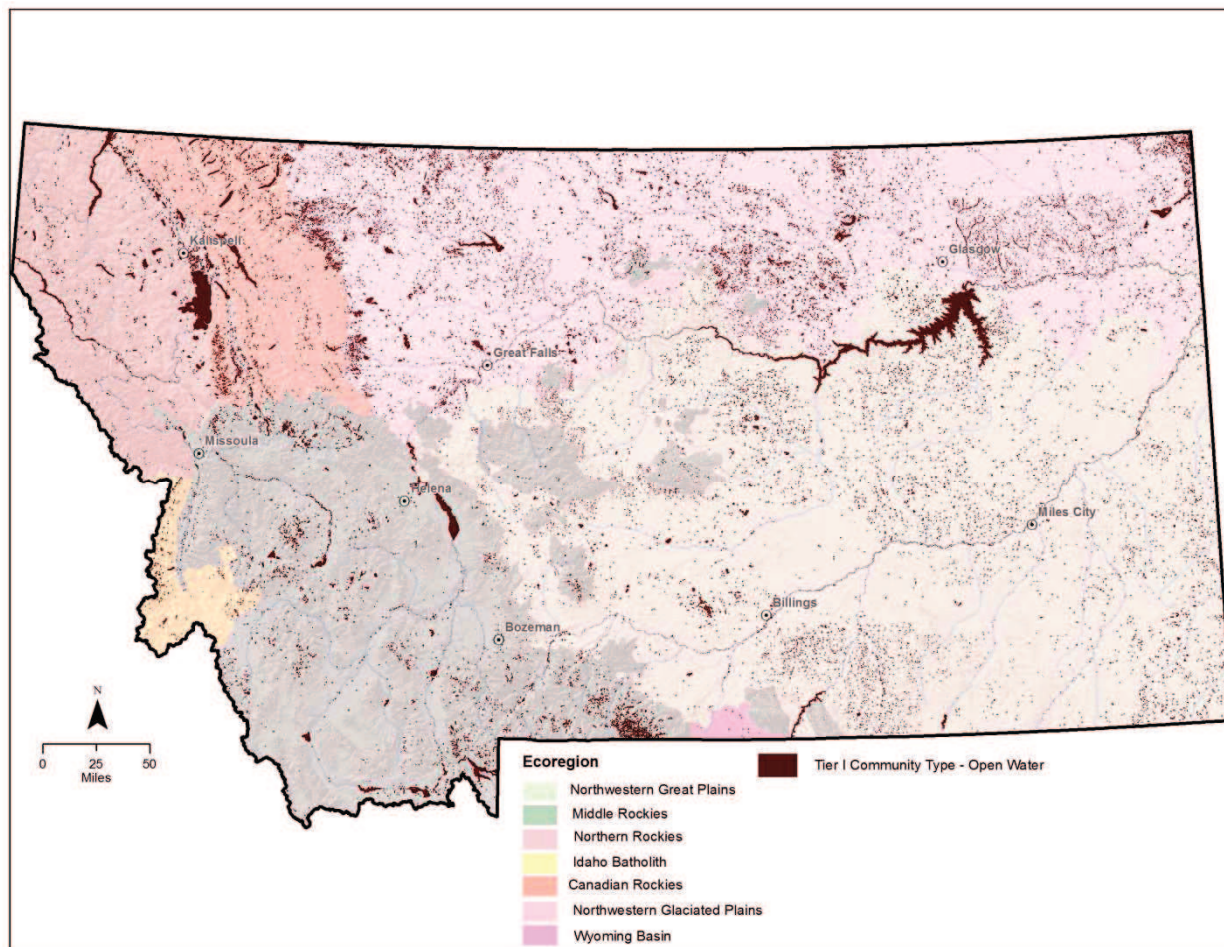 Kalispell
Glasgow
Great Falls
Missoula
Helena
Miles City
Billings
Bozeman
N
0 25 50
Miles
Ecoregion
Northwestern Great Plains
Middle Rockies
Northern Rockies
Idaho Batholith
Canadian Rockies
Northwestern Glaciated Plains
Wyoming Basin
Tier I Community Type - Open Water